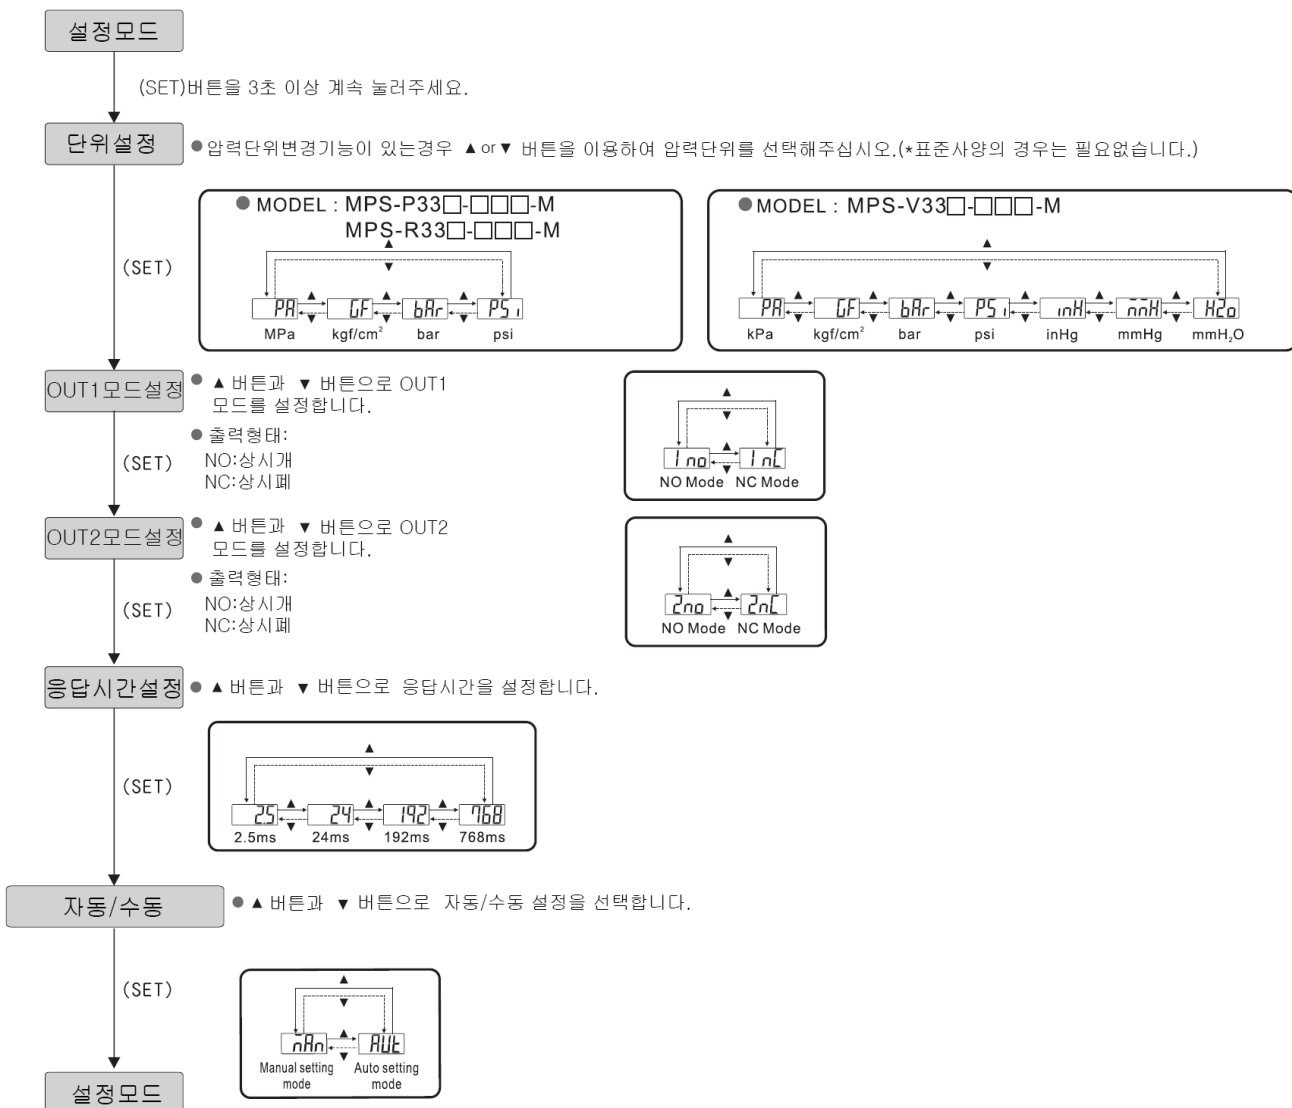 설정모드
(SET)버튼을 3초 이상 계속 눌러주세요.
단위설정
● 압력단위변경기능이 있는경우 ▲ or ▼ 버튼을 이용하여 압력단위를 선택해주십시오.(*표준사양의 경우는 필요없습니다.)
● MODEL : MPS-P33□-□□□-M
MPS-R33□-□□□-M
▲
▼
PA ▲ ▼ GF ▲ ▼ bAr ▲ ▼ PSi
MPa kgf/cm² bar psi
● MODEL : MPS-V33□-□□□-M
▲
▼
PA ▲ ▼ GF ▲ ▼ bAr ▲ ▼ PSi ▲ ▼ inH ▲ ▼ mmH ▲ ▼ H2o
kPa kgf/cm² bar psi inHg mmHg mmH₂O
(SET)
OUT1모드설정
● ▲ 버튼과 ▼ 버튼으로 OUT1
모드를 설정합니다.
● 출력형태:
NO:상시개
NC:상시폐
▲
▼
1no ▲ ▼ 1nC
NO Mode NC Mode
(SET)
OUT2모드설정
● ▲ 버튼과 ▼ 버튼으로 OUT2
모드를 설정합니다.
● 출력형태:
NO:상시개
NC:상시폐
▲
▼
2no ▲ ▼ 2nC
NO Mode NC Mode
(SET)
응답시간설정
● ▲ 버튼과 ▼ 버튼으로 응답시간을 설정합니다.
▲
▼
2.5 ▲ ▼ 24 ▲ ▼ 192 ▲ ▼ 768
2.5ms 24ms 192ms 768ms
(SET)
자동/수동
● ▲ 버튼과 ▼ 버튼으로 자동/수동 설정을 선택합니다.
▲
▼
mAn ▲ ▼ AUt
Manual setting mode
Auto setting mode
(SET)
설정모드